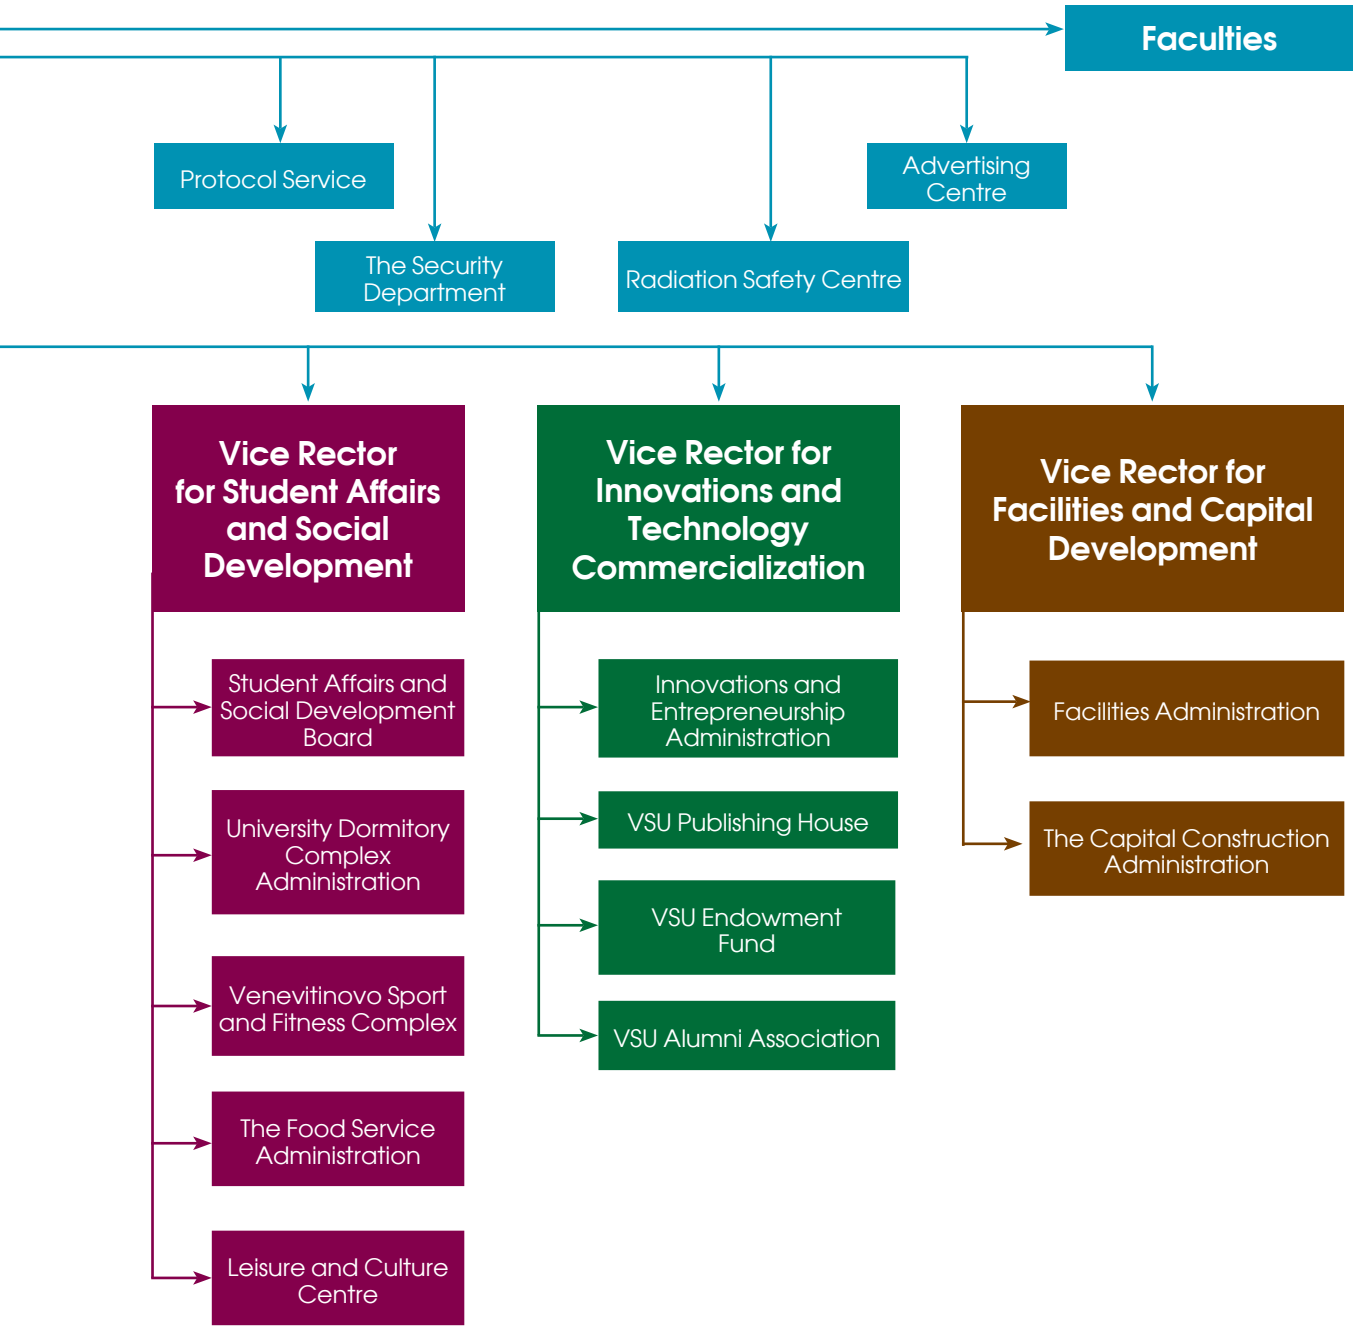 Faculties
Protocol Service
Advertising
Centre
The Security
Department
Radiation Safety Centre
Vice Rector
for Student Affairs
and Social
Development
Student Affairs and
Social Development
Board
University Dormitory
Complex
Administration
Venevitinovo Sport
and Fitness Complex
The Food Service
Administration
Leisure and Culture
Centre
Vice Rector for
Innovations and
Technology
Commercialization
Innovations and
Entrepreneurship
Administration
VSU Publishing House
VSU Endowment
Fund
VSU Alumni Association
Vice Rector for
Facilities and Capital
Development
Facilities Administration
The Capital Construction
Administration